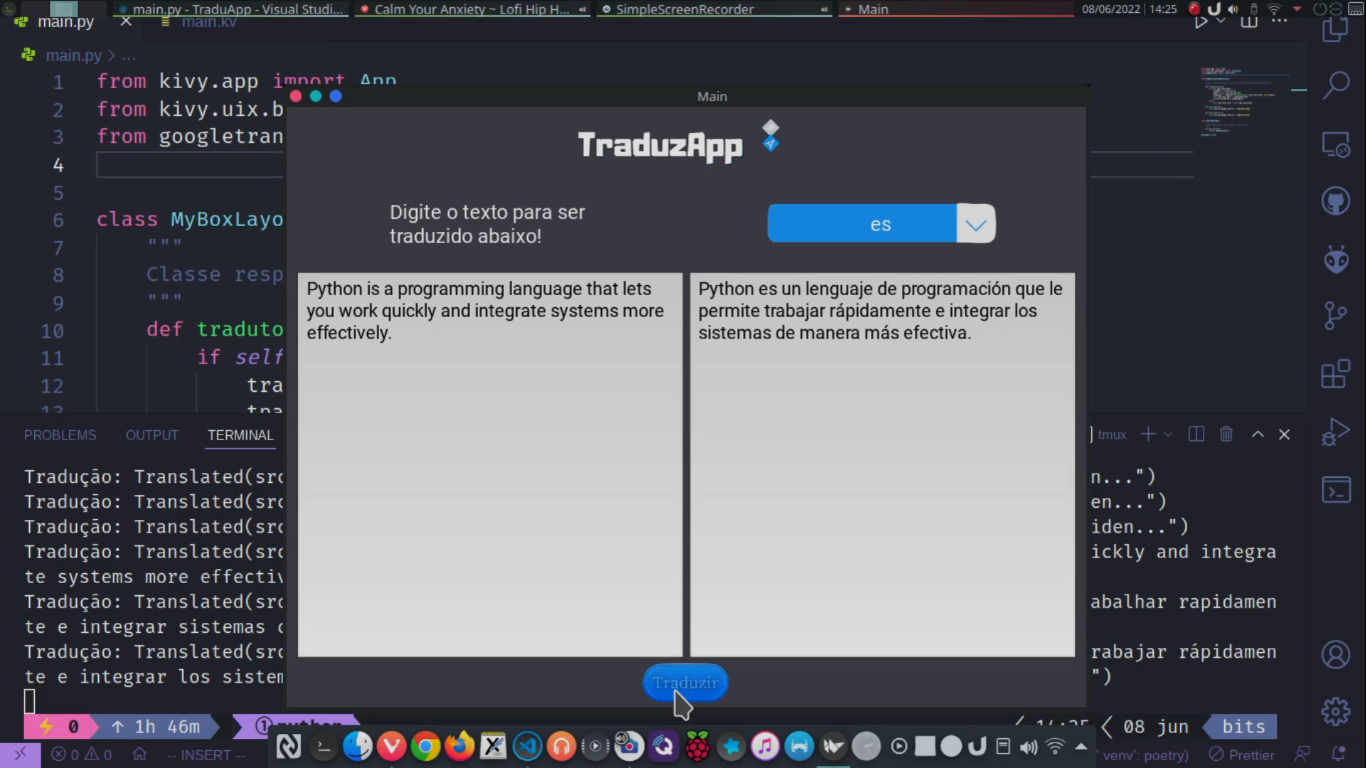 main.py - TraduApp - Visual Studi...
Calm Your Anxiety ~ Lofi Hip H...
SimpleScreenRecorder
Main
08/06/2022 | 14:25
main.py
main.kv
main.py > ...
1 from kivy.app import App
2 from kivy.uix.b
3 from googletran
4
5
6 class MyBoxLayo
7 """
8 Classe resp
9 """
10 def traduto
11 if self
12 tra
13 tra
Main
TraduzApp
Digite o texto para ser
traduzido abaixo!
es
Python is a programming language that lets
you work quickly and integrate systems more
effectively.
Python es un lenguaje de programación que le
permite trabajar rápidamente e integrar los
sistemas de manera más efectiva.
Traduzir
PROBLEMS OUTPUT TERMINAL
tmux
Tradução: Translated(src n...")
Tradução: Translated(src en...")
Tradução: Translated(src iden...")
Tradução: Translated(src ickly and integra
te systems more effectiv
Tradução: Translated(src abalhar rapidamen
te e integrar sistemas
Tradução: Translated(src rabajar rápidamen
te e integrar los sistem ")
0 ↑ 1h 46m 1 python
14:25 < 08 jun bits
0 0 -- INSERT --
'.venv': poetry) Prettier